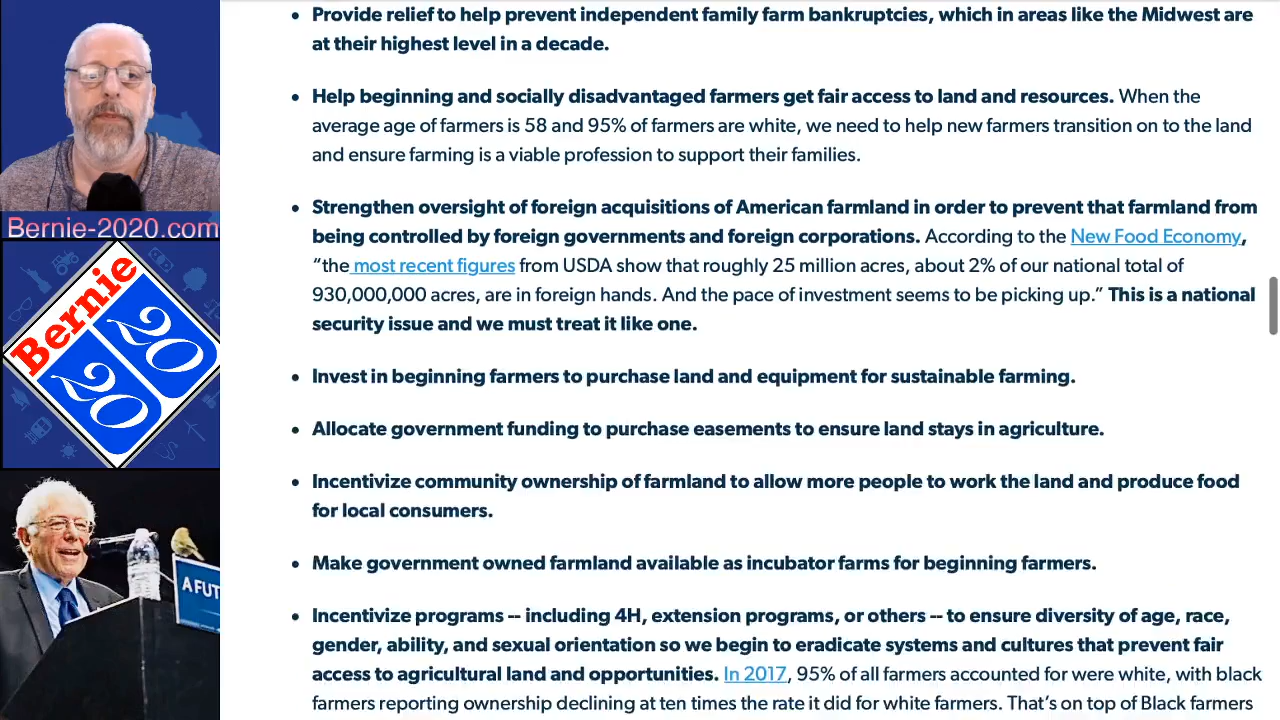 Provide relief to help prevent independent family farm bankruptcies, which in areas like the Midwest are
at their highest level in a decade.
Help beginning and socially disadvantaged farmers get fair access to land and resources. When the
average age of farmers is 58 and 95% of farmers are white, we need to help new farmers transition on to the land
and ensure farming is a viable profession to support their families.
Strengthen oversight of foreign acquisitions of American farmland in order to prevent that farmland from
being controlled by foreign governments and foreign corporations. According to the New Food Economy,
“the most recent figures from USDA show that roughly 25 million acres, about 2% of our national total of
930,000,000 acres, are in foreign hands. And the pace of investment seems to be picking up.” This is a national
security issue and we must treat it like one.
Invest in beginning farmers to purchase land and equipment for sustainable farming.
Allocate government funding to purchase easements to ensure land stays in agriculture.
Incentivize community ownership of farmland to allow more people to work the land and produce food
for local consumers.
Make government owned farmland available as incubator farms for beginning farmers.
Incentivize programs -- including 4H, extension programs, or others -- to ensure diversity of age, race,
gender, ability, and sexual orientation so we begin to eradicate systems and cultures that prevent fair
access to agricultural land and opportunities. In 2017, 95% of all farmers accounted for were white, with black
farmers reporting ownership declining at ten times the rate it did for white farmers. That’s on top of Black farmers
Bernie-2020.com
Bernie
20
20
A FUT